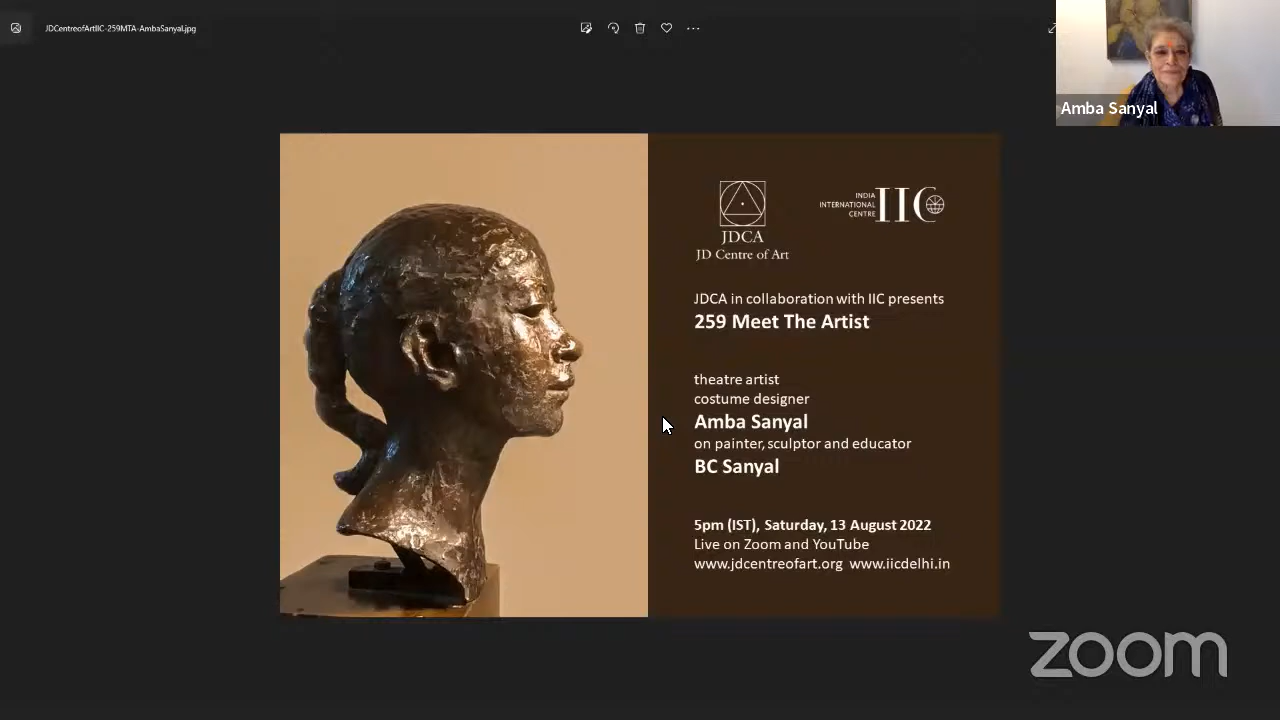 JDCentreofArtIIC-259MTA-AmbaSanyal.jpg
Amba Sanyal
JDCA
JD Centre of Art
INDIA
INTERNATIONAL
CENTRE
IIC
JDCA in collaboration with IIC presents
259 Meet The Artist
theatre artist
costume designer
Amba Sanyal
on painter, sculptor and educator
BC Sanyal
5pm (IST), Saturday, 13 August 2022
Live on Zoom and YouTube
www.jdcentreofart.org www.iicdelhi.in
zoom